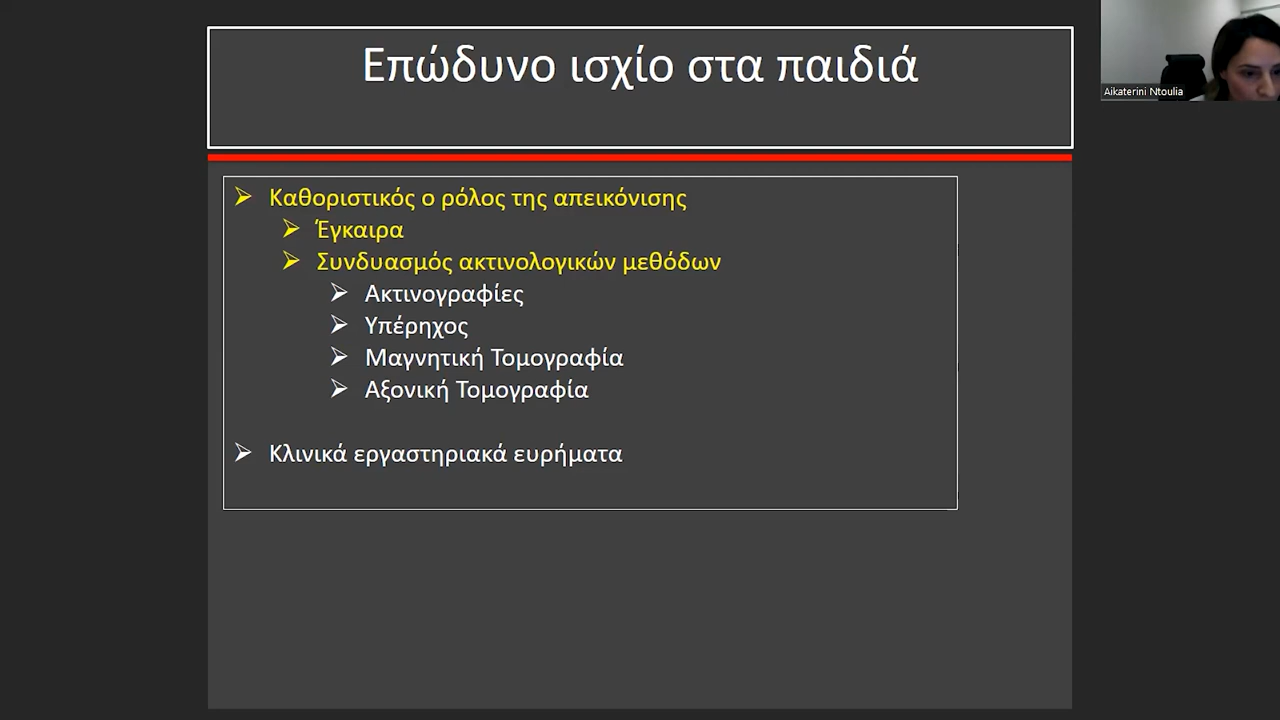 Επώδυνο ισχίο στα παιδιά
Aikaterini Ntoulia
Καθοριστικός ο ρόλος της απεικόνισης
Έγκαιρα
Συνδυασμός ακτινολογικών μεθόδων
Ακτινογραφίες
Υπέρηχος
Μαγνητική Τομογραφία
Αξονική Τομογραφία
Κλινικά εργαστηριακά ευρήματα